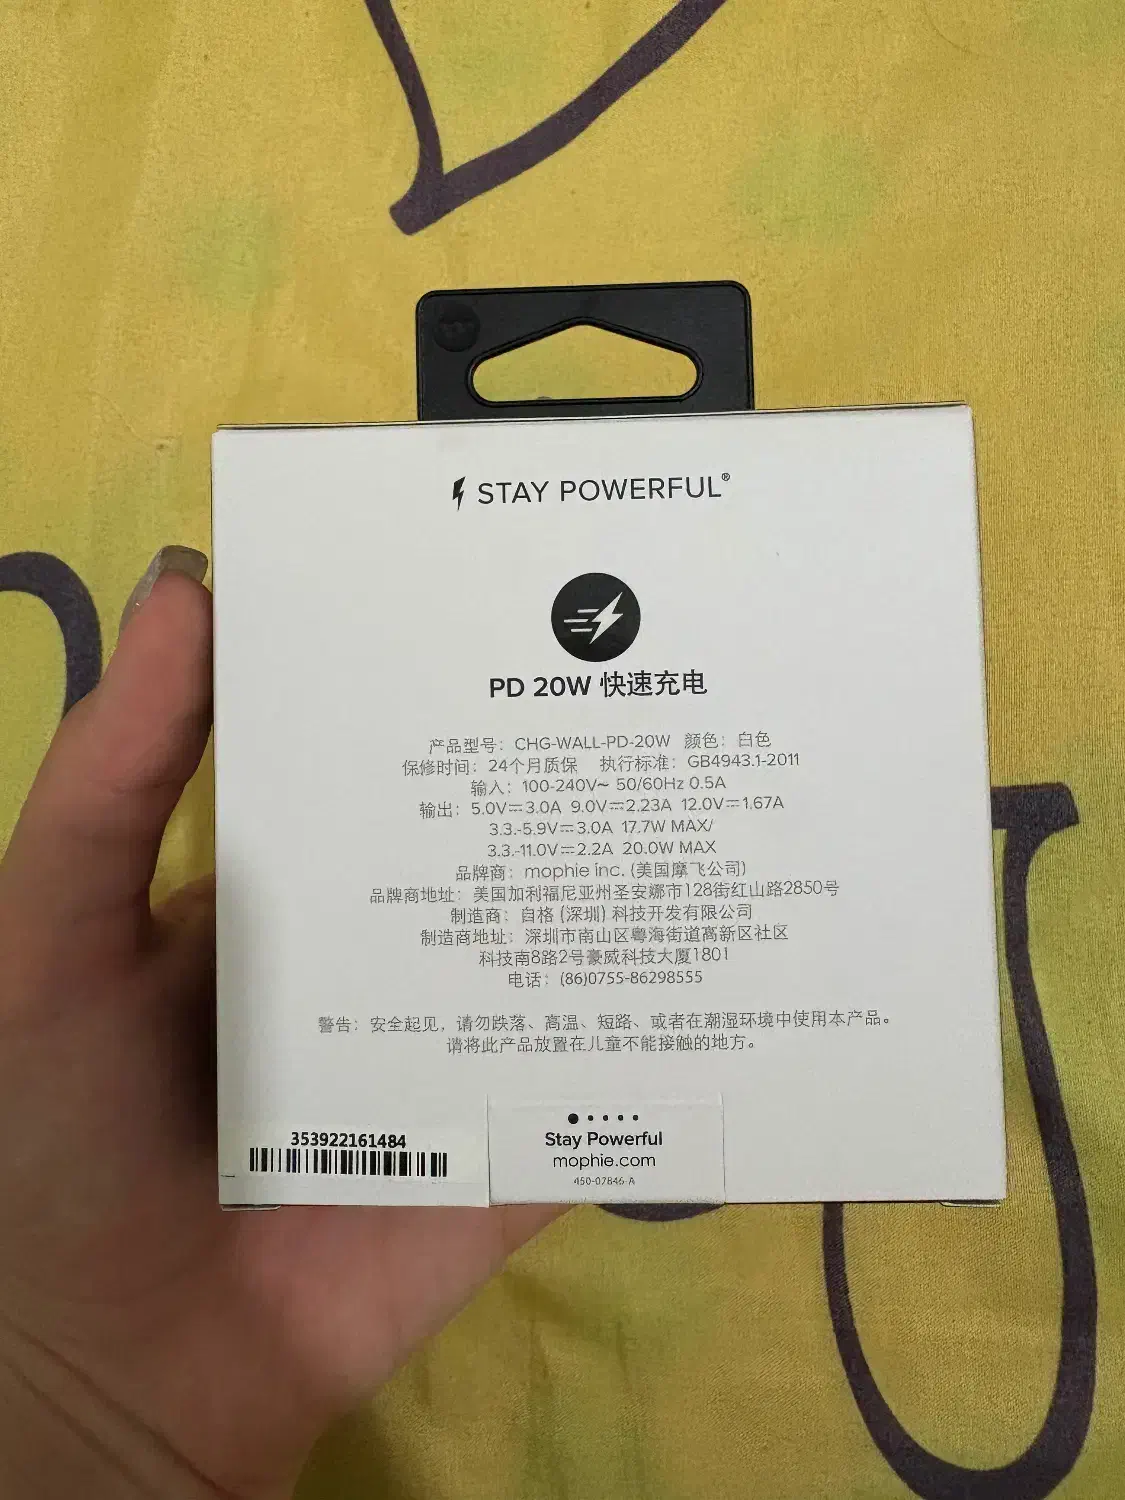 STAY POWERFUL®
PD 20W 快速充电
产品型号：CHG-WALL-PD-20W 颜色：白色
保修时间：24个月质保 执行标准：GB4943.1-2011
输入：100-240V~ 50/60Hz 0.5A
输出：5.0V⎓3.0A 9.0V⎓2.23A 12.0V⎓1.67A
3.3.-5.9V⎓3.0A 17.7W MAX/
3.3.-11.0V⎓2.2A 20.0W MAX
品牌商：mophie inc. (美国摩飞公司)
品牌商地址：美国加利福尼亚州圣安娜市128街红山路2850号
制造商：自格 (深圳) 科技开发有限公司
制造商地址：深圳市南山区粤海街道高新区社区
科技南8路2号豪威科技大厦1801
电话：(86)0755-86298555
警告：安全起见，请勿跌落、高温、短路、或者在潮湿环境中使用本产品。
请将此产品放置在儿童不能接触的地方。
353922161484
Stay Powerful
mophie.com
450-07846-A